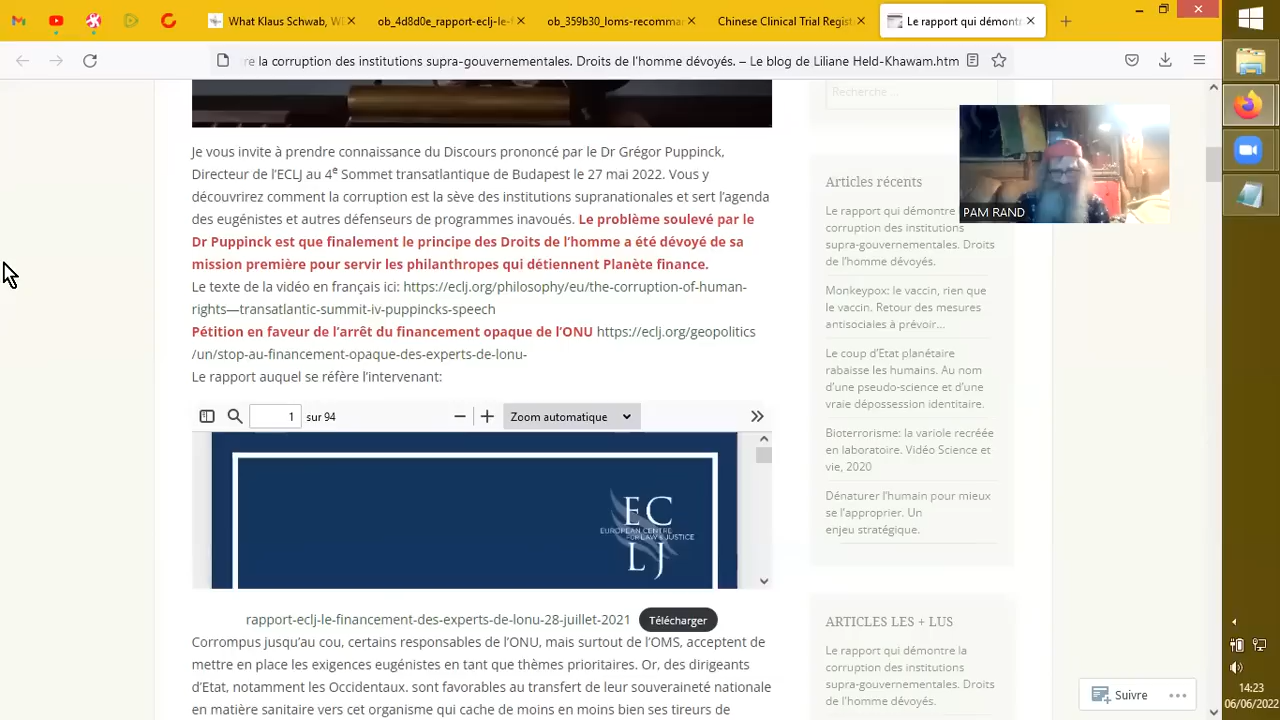 What Klaus Schwab, Wi
ob_4d8d0e_rapport-eclj-le-f
ob_359b30_loms-recommar
Chinese Clinical Trial Regist
Le rapport qui démontr
re la corruption des institutions supra-gouvernementales. Droits de l'homme dévoyés. – Le blog de Liliane Held-Khawam.htm
Recherche …
Je vous invite à prendre connaissance du Discours prononcé par le Dr Grégor Puppinck,
Directeur de l'ECLJ au 4e Sommet transatlantique de Budapest le 27 mai 2022. Vous y
découvrirez comment la corruption est la sève des institutions supranationales et sert l'agenda
des eugénistes et autres défenseurs de programmes inavoués. Le problème soulevé par le
Dr Puppinck est que finalement le principe des Droits de l'homme a été dévoyé de sa
mission première pour servir les philanthropes qui détiennent Planète finance.
Le texte de la vidéo en français ici: https://eclj.org/philosophy/eu/the-corruption-of-human-
rights—transatlantic-summit-iv-puppincks-speech
Pétition en faveur de l'arrêt du financement opaque de l'ONU https://eclj.org/geopolitics
/un/stop-au-financement-opaque-des-experts-de-lonu-
Le rapport auquel se réfère l'intervenant:
1 sur 94
Zoom automatique
EC
EUROPEAN CENTRE
FOR LAW & JUSTICE
LJ
rapport-eclj-le-financement-des-experts-de-lonu-28-juillet-2021
Télécharger
Corrompus jusqu'au cou, certains responsables de l'ONU, mais surtout de l'OMS, acceptent de
mettre en place les exigences eugénistes en tant que thèmes prioritaires. Or, des dirigeants
d'Etat, notamment les Occidentaux, sont favorables au transfert de leur souveraineté nationale
en matière sanitaire vers cet organisme qui cache de moins en moins bien ses tireurs de
Articles récents
Le rapport qui démontre la
corruption des institutions
supra-gouvernementales. Droits
de l'homme dévoyés.
Monkeypox: le vaccin, rien que
le vaccin. Retour des mesures
antisociales à prévoir…
Le coup d'Etat planétaire
rabaisse les humains. Au nom
d'une pseudo-science et d'une
vraie dépossession identitaire.
Bioterrorisme: la variole recréée
en laboratoire. Vidéo Science et
vie, 2020
Dénaturer l'humain pour mieux
se l'approprier. Un
enjeu stratégique.
ARTICLES LES + LUS
Le rapport qui démontre la
corruption des institutions
supra-gouvernementales. Droits
de l'homme dévoyés.
PAM RAND
Suivre
14:23
06/06/2022